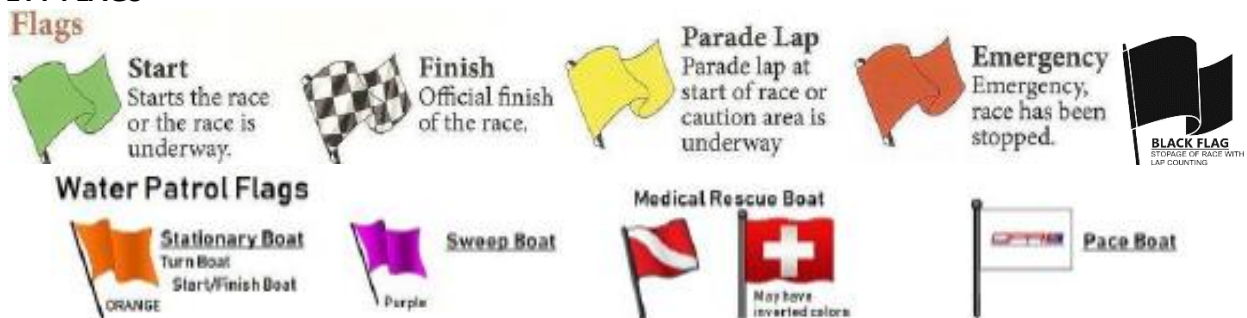 Flags
Start
Starts the race
or the race is
underway.
Finish
Official finish
of the race.
Parade Lap
Parade lap at
start of race or
caution area is
underway
Emergency
Emergency,
race has been
stopped.
BLACK FLAG
STOPAGE OF RACE WITH
LAP COUNTING
Water Patrol Flags
Stationary Boat
Turn Boat
Start/Finish Boat
ORANGE
Sweep Boat
Purple
Medical Rescue Boat
May have
inverted colors
Pace Boat